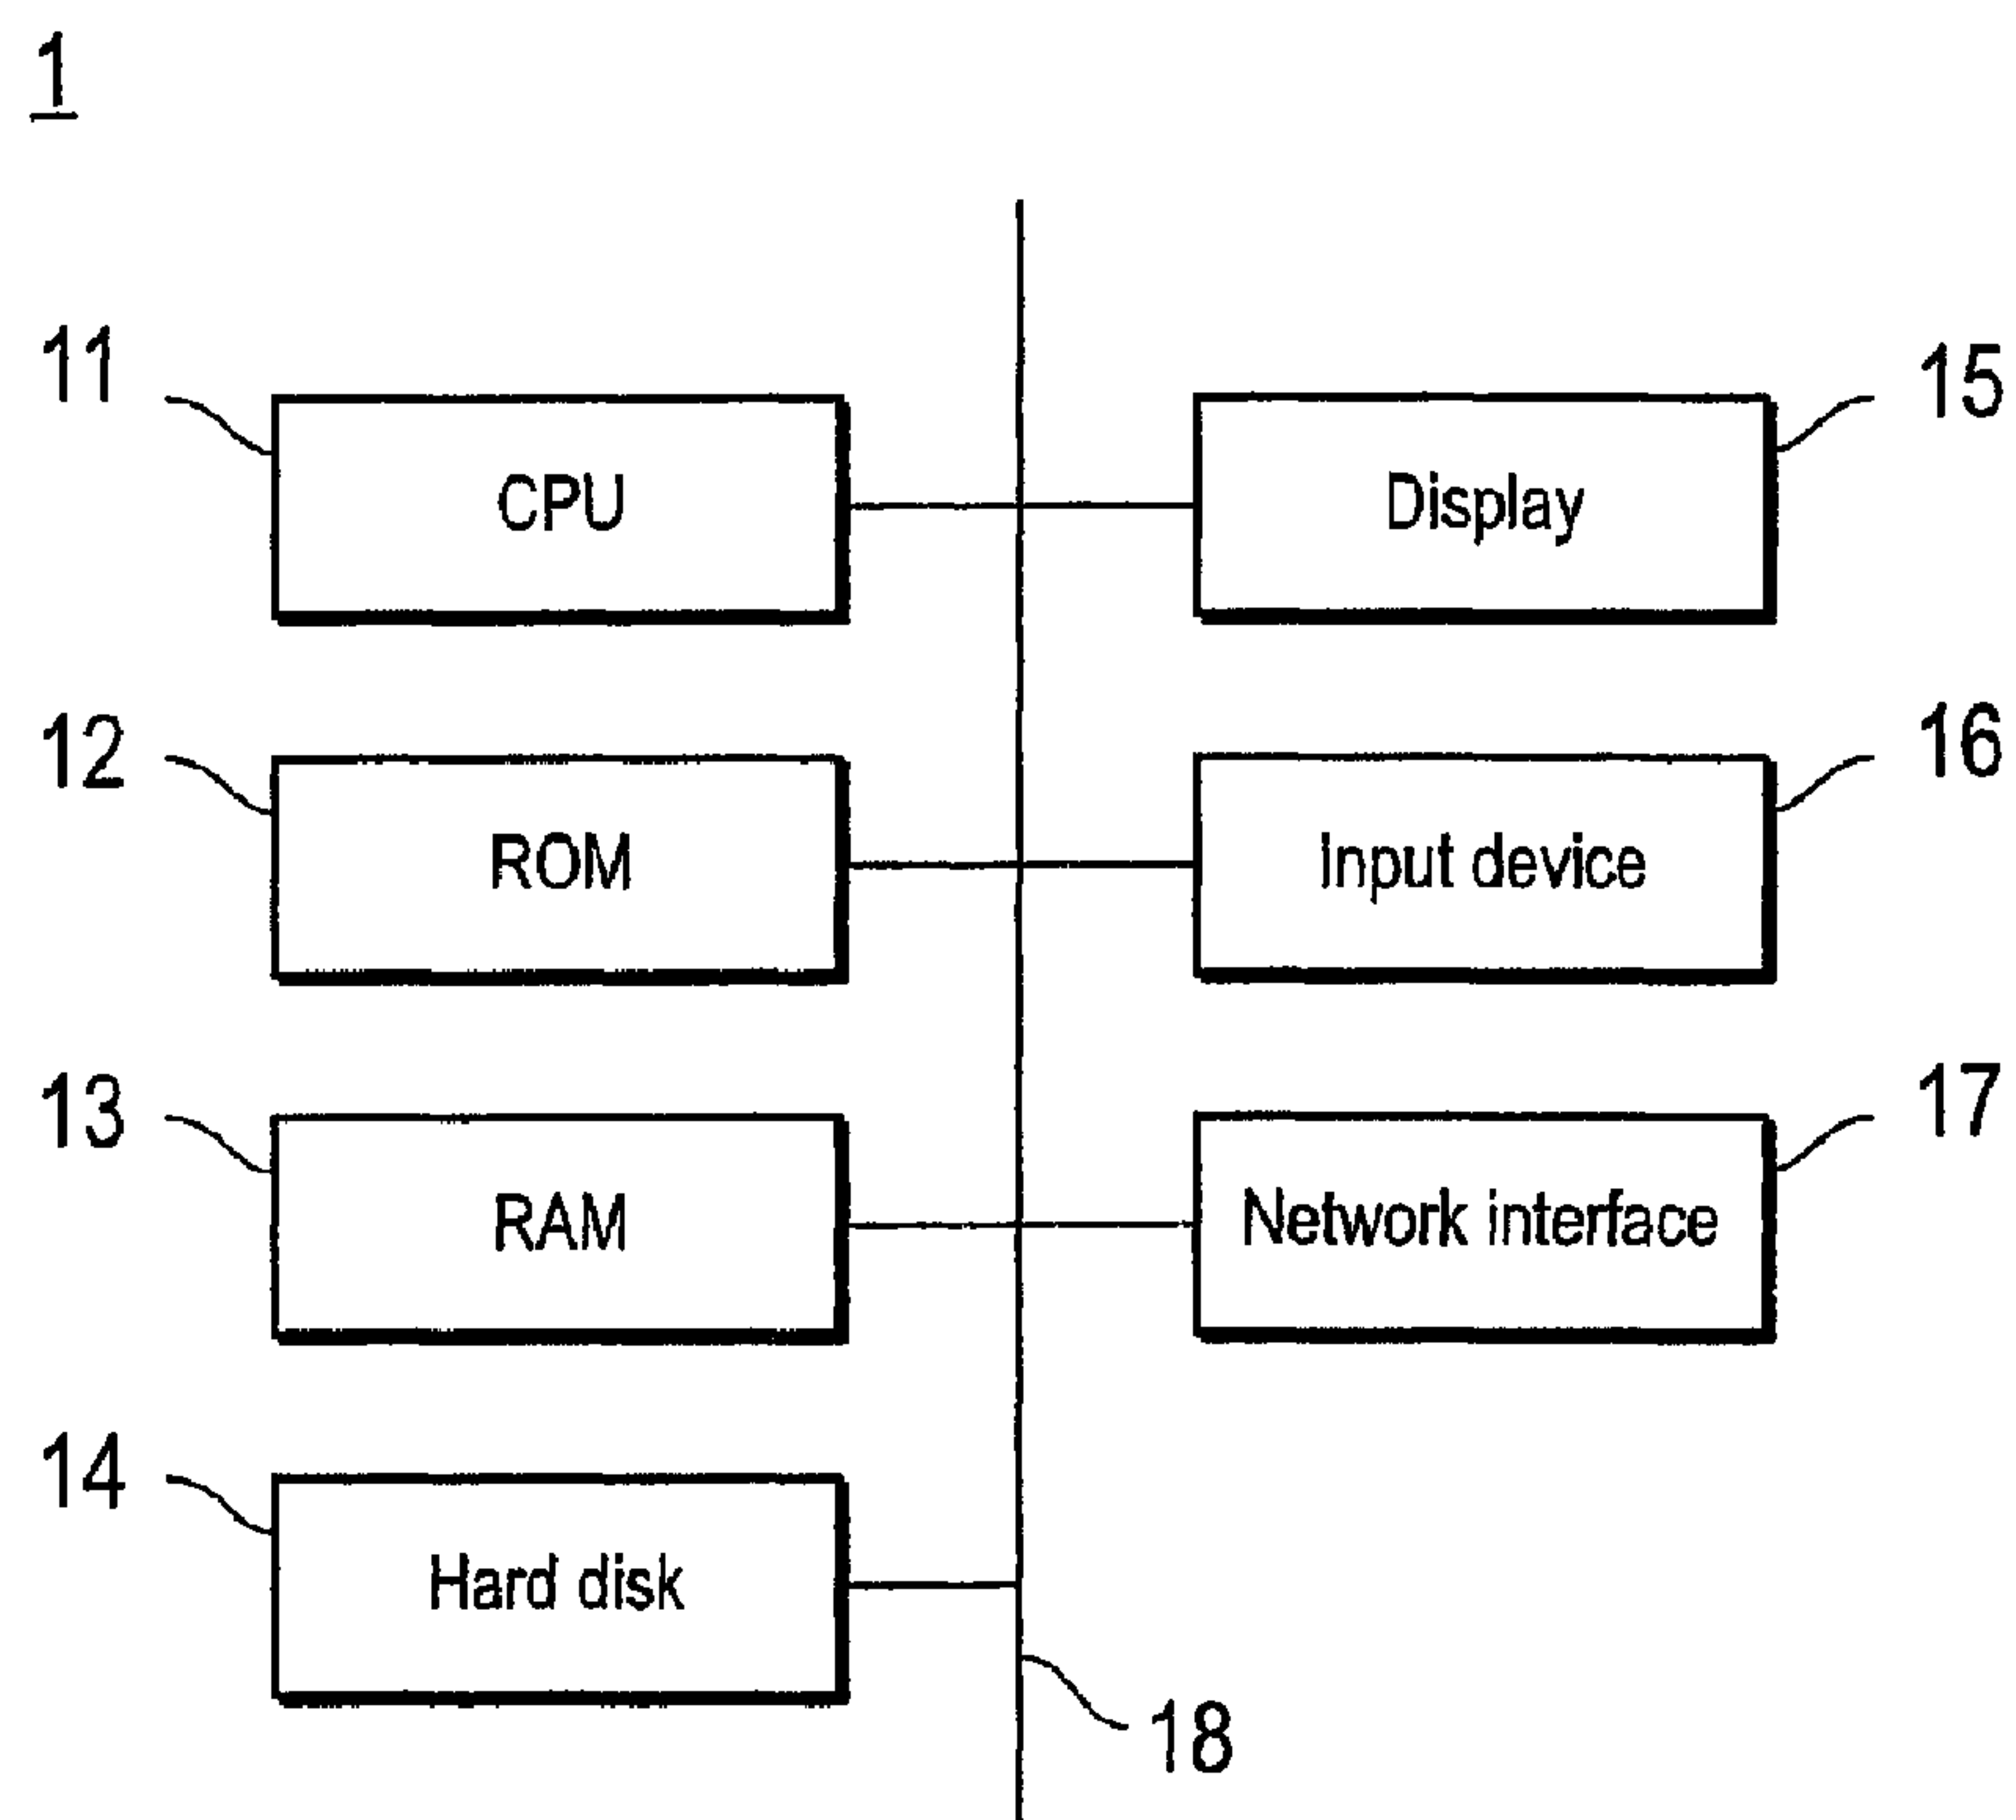 1
11
CPU
15
Display
12
ROM
16
Input device
13
RAM
17
Network interface
14
Hard disk
18